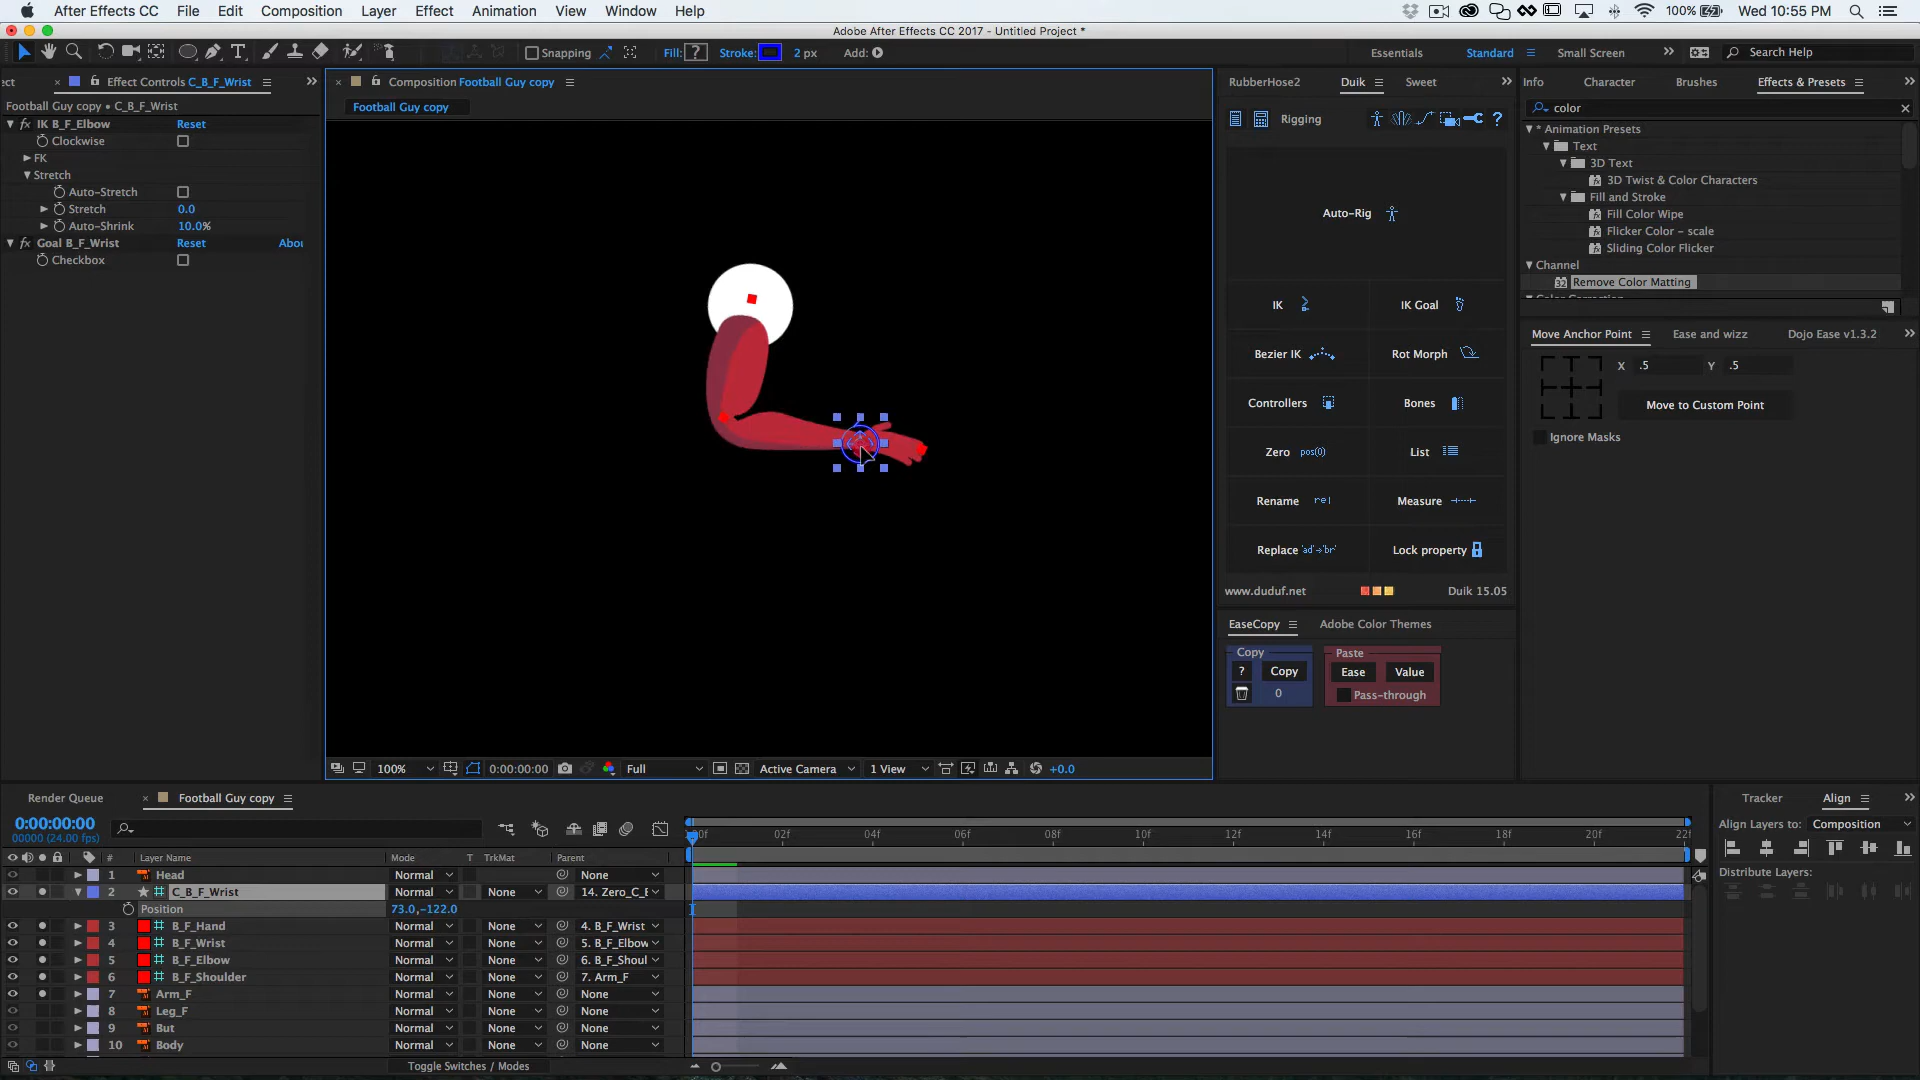 After Effects CC File Edit Composition Layer Effect Animation View Window Help 100% Wed 10:55 PM
Adobe After Effects CC 2017 - Untitled Project *
Snapping Fill: ? Stroke: 2 px Add: Essentials Standard Small Screen Search Help
ect Effect Controls C_B_F_Wrist
Football Guy copy • C_B_F_Wrist
fx IK B_F_Elbow Reset
Clockwise
FK
Stretch
Auto-Stretch
Stretch 0.0
Auto-Shrink 10.0%
fx Goal B_F_Wrist Reset Abou
Checkbox
Composition Football Guy copy
Football Guy copy
100% 0:00:00:00 Full Active Camera 1 View +0.0
RubberHose2 Duik Sweet
Rigging ?
Auto-Rig
IK IK Goal
Bezier IK Rot Morph
Controllers Bones
Zero pos(0) List
Rename re| Measure
Replace 'ad'→'br' Lock property
www.duduf.net Duik 15.05
EaseCopy Adobe Color Themes
Copy Paste
? Copy Ease Value
0 Pass-through
Info Character Brushes Effects & Presets
color
* Animation Presets
Text
3D Text
3D Twist & Color Characters
Fill and Stroke
Fill Color Wipe
Flicker Color - scale
Sliding Color Flicker
Channel
32 Remove Color Matting
Move Anchor Point Ease and wizz Dojo Ease v1.3.2
X .5 Y .5
Move to Custom Point
Ignore Masks
Render Queue Football Guy copy
0:00:00:00
00000 (24.00 fps)
00f 02f 04f 06f 08f 10f 12f 14f 16f 18f 20f 22f
# Layer Name Mode T TrkMat Parent
1 Head Normal None
2 C_B_F_Wrist Normal None 14. Zero_C_E
Position 73.0,-122.0
3 B_F_Hand Normal None 4. B_F_Wrist
4 B_F_Wrist Normal None 5. B_F_Elbow
5 B_F_Elbow Normal None 6. B_F_Shoul
6 B_F_Shoulder Normal None 7. Arm_F
7 Arm_F Normal None None
8 Leg_F Normal None None
9 But Normal None None
10 Body Normal None None
Toggle Switches / Modes
Tracker Align
Align Layers to: Composition
Distribute Layers: